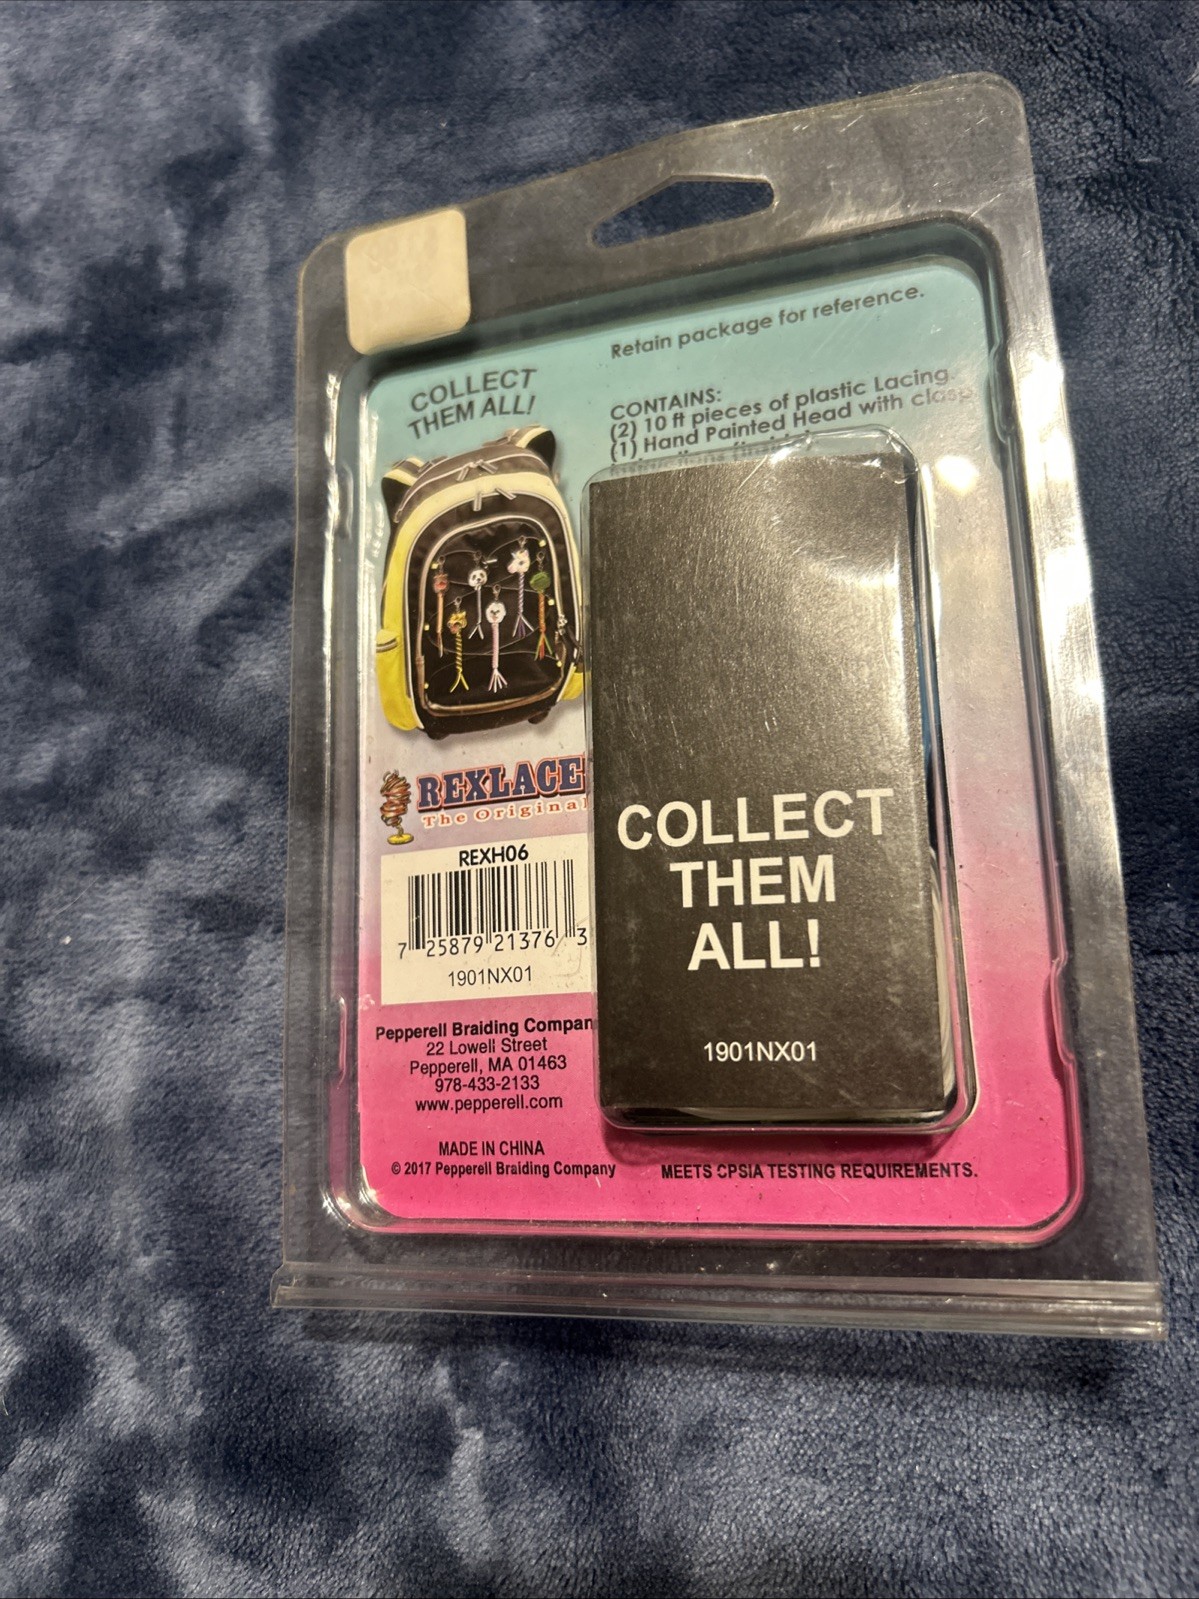 Retain package for reference.
COLLECT
THEM ALL!
CONTAINS:
(2) 10 ft pieces of plastic Lacing.
(1) Hand Painted Head with clasp
REXLACE
The Original
REXH06
7 25879 21376 3
1901NX01
Pepperell Braiding Compan
22 Lowell Street
Pepperell, MA 01463
978-433-2133
www.pepperell.com
MADE IN CHINA
© 2017 Pepperell Braiding Company
MEETS CPSIA TESTING REQUIREMENTS.
COLLECT
THEM
ALL!
1901NX01